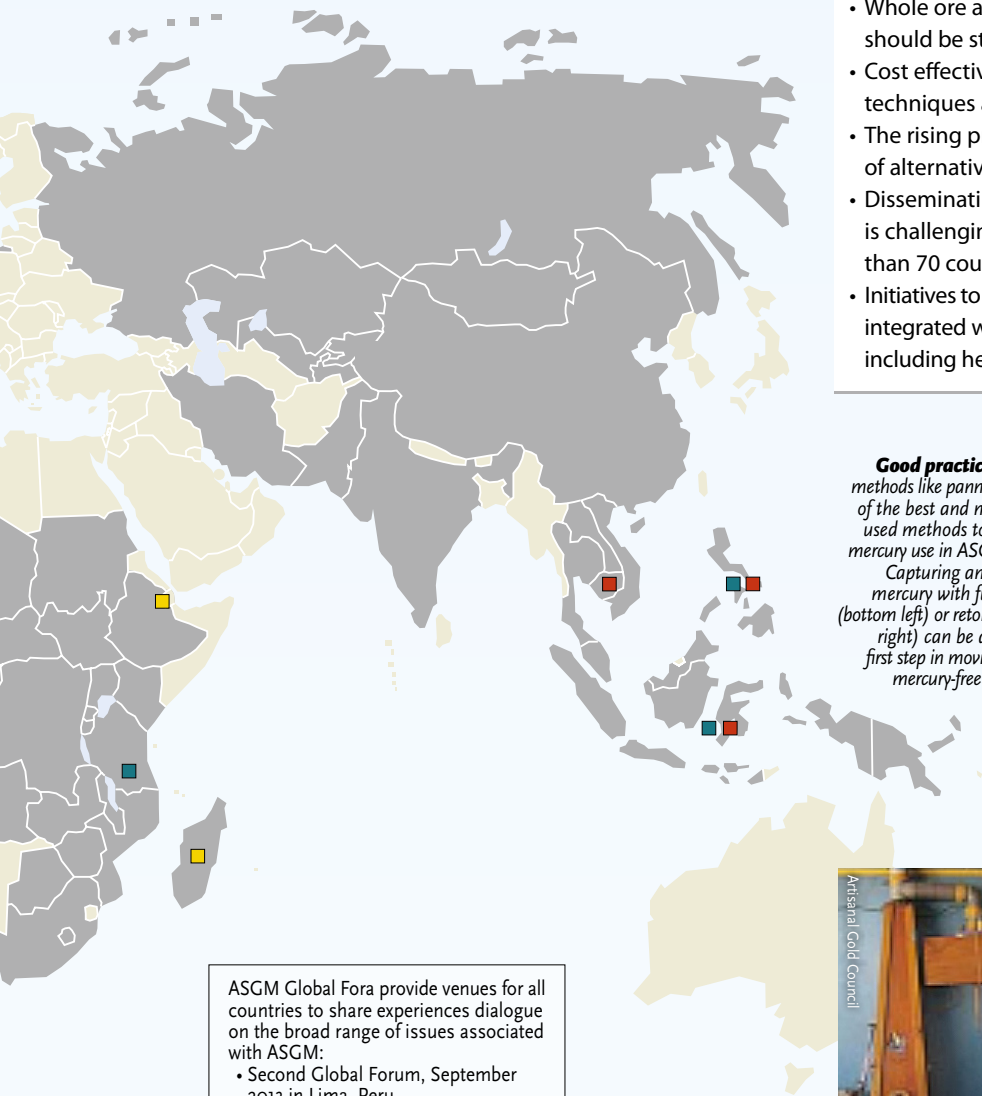 • Whole ore a
should be st
• Cost effectiv
techniques a
• The rising p
of alternativ
• Disseminati
is challengin
than 70 cou
• Initiatives to
integrated w
including he
Good practic
methods like pann
of the best and m
used methods to
mercury use in ASG
Capturing an
mercury with f
(bottom left) or reto
right) can be a
first step in movi
mercury-free
Artisanal Gold Council
ASGM Global Fora provide venues for all
countries to share experiences dialogue
on the broad range of issues associated
with ASGM:
• Second Global Forum, September
in Lima, Peru